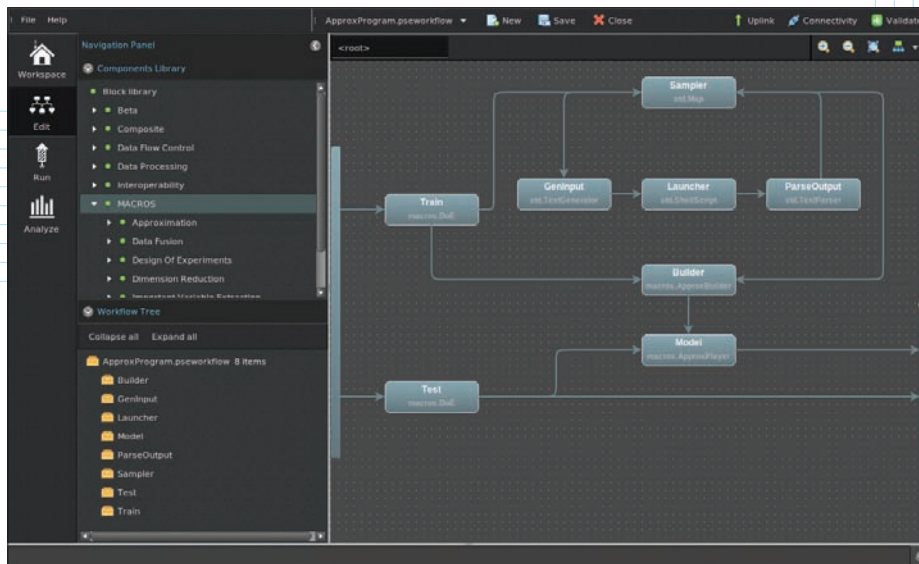 File Help
ApproxProgram.pseworkflow New Save Close Uplink Connectivity Validate
Workspace
Edit
Run
Analyze
Navigation Panel
Components Library
Block library
Beta
Composite
Data Flow Control
Data Processing
Interoperability
MACROS
Approximation
Data Fusion
Design Of Experiments
Dimension Reduction
Important Variable Extraction
Workflow Tree
Collapse all Expand all
ApproxProgram.pseworkflow 8 items
Builder
GenInput
Launcher
Model
ParseOutput
Sampler
Test
Train
<root>
Sampler
std.Map
GenInput
std.TextGenerator
Launcher
std.ShellScript
ParseOutput
std.TextParser
Train
macros.DoE
Builder
macros.ApproxBuilder
Model
macros.ApproxPlayer
Test
macros.DoE